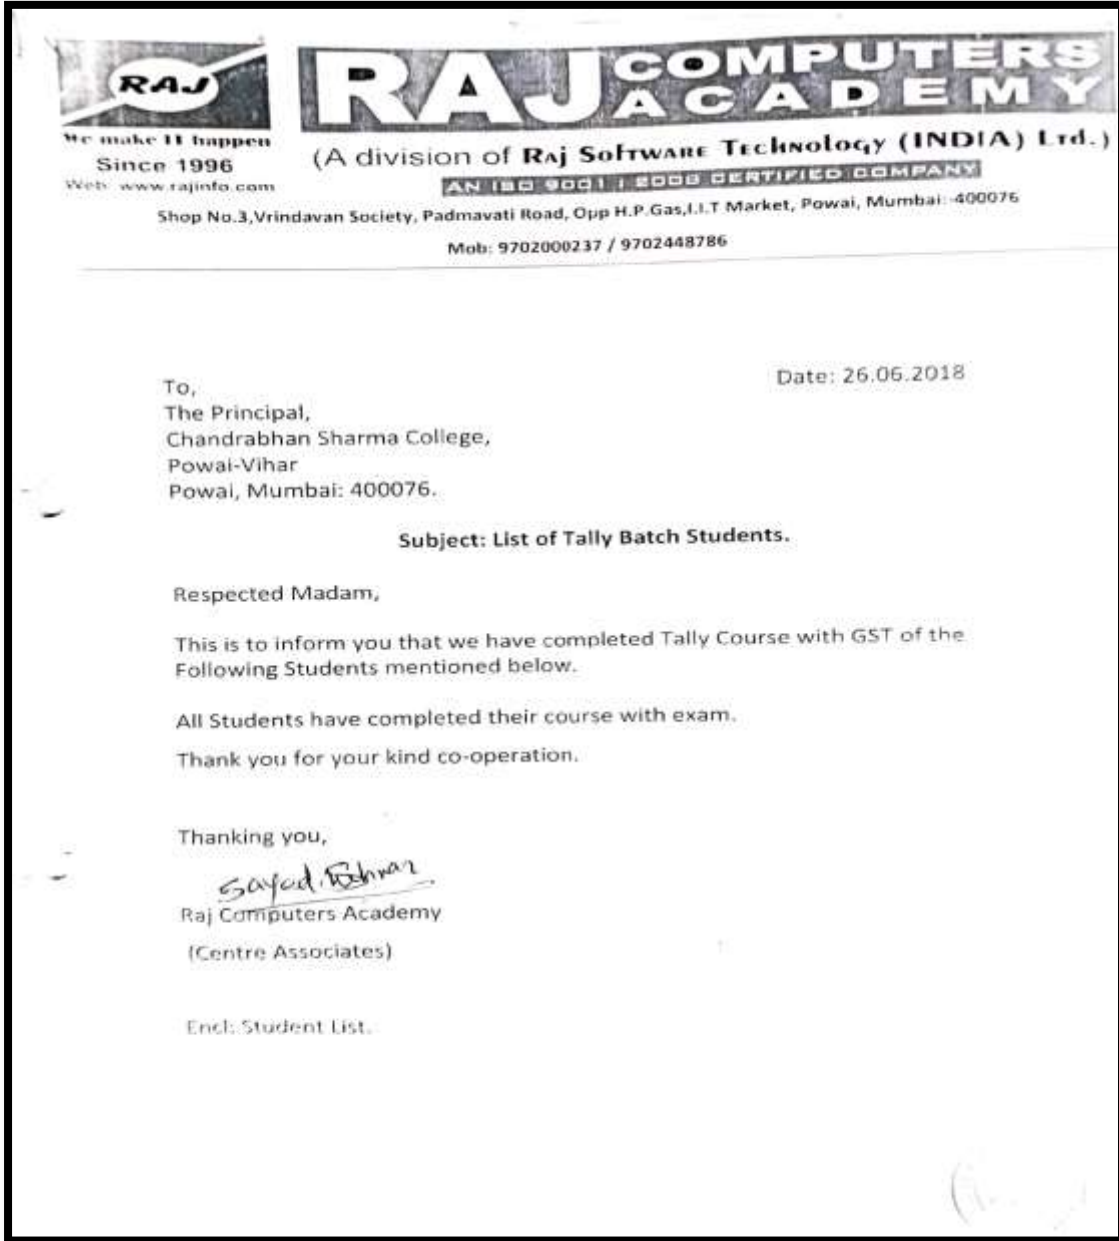 RAJ
We make IT happen
Since 1996
Web: www.rajinfo.com
RAJ COMPUTERS ACADEMY
(A division of Raj Software Technology (INDIA) Ltd.)
AN ISO 9001 : 2008 CERTIFIED COMPANY
Shop No.3,Vrindavan Society, Padmavati Road, Opp H.P.Gas,I.I.T Market, Powai, Mumbai:-400076
Mob: 9702000237 / 9702448786
Date: 26.06.2018
To,
The Principal,
Chandrabhan Sharma College,
Powai-Vihar
Powai, Mumbai: 400076.
Subject: List of Tally Batch Students.
Respected Madam,
This is to inform you that we have completed Tally Course with GST of the
Following Students mentioned below.
All Students have completed their course with exam.
Thank you for your kind co-operation.
Thanking you,
Sayed
Raj Computers Academy
(Centre Associates)
Encl: Student List.